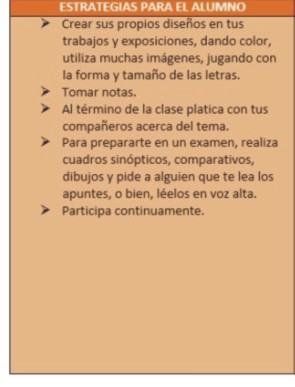 ESTRATEGIAS PARA EL ALUMNO
➤ Crear sus propios diseños en tus
trabajos y exposiciones, dando color,
utiliza muchas imágenes, jugando con
la forma y tamaño de las letras.
➤ Tomar notas.
➤ Al término de la clase platica con tus
compañeros acerca del tema.
➤ Para prepararte en un examen, realiza
cuadros sinópticos, comparativos,
dibujos y pide a alguien que te lea los
apuntes, o bien, léelos en voz alta.
➤ Participa continuamente.